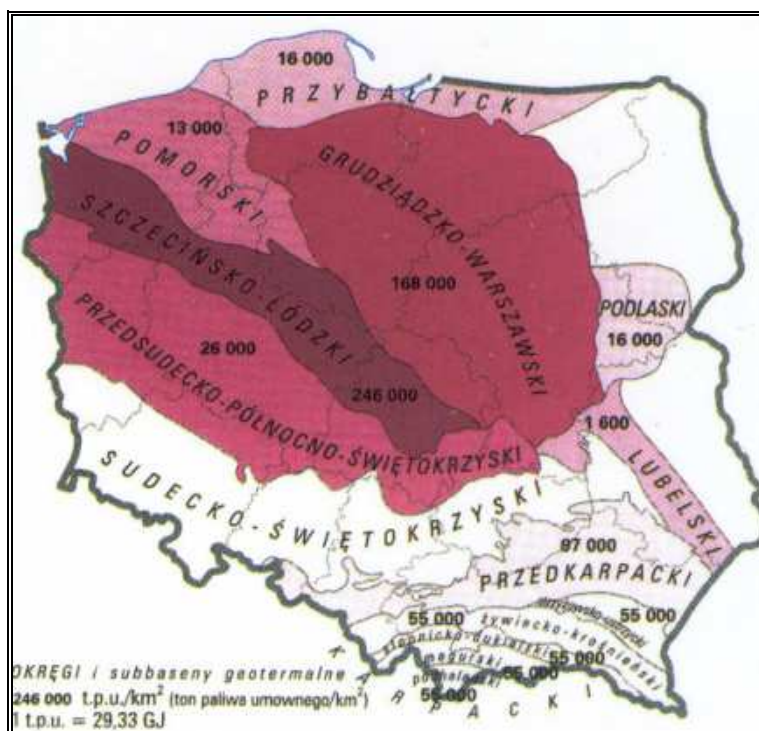 16 000
PRZYBAŁTYCKI
13 000
POMORSKI
GRUDZIĄDZKO-WARSZAWSKI
SZCZECIŃSKO-ŁÓDZKI
168 000
PODLASKI
16 000
26 000
PRZEDSUDECKO-PÓŁNOCNO-ŚWIĘTOKRZYSKI
246 000
1 600
LUBELSKI
SUDECKO-ŚWIĘTOKRZYSKI
97 000
PRZEDKARPACKI
55 000
55 000
żywiecko-krośnieński
magurski
55 000
55 000
podhalański
55 000
KARPACKI
OKRĘGI i subbaseny geotermalne
246 000 t.p.u./km² (ton paliwa umownego/km²)
1 t.p.u. = 29,33 GJ